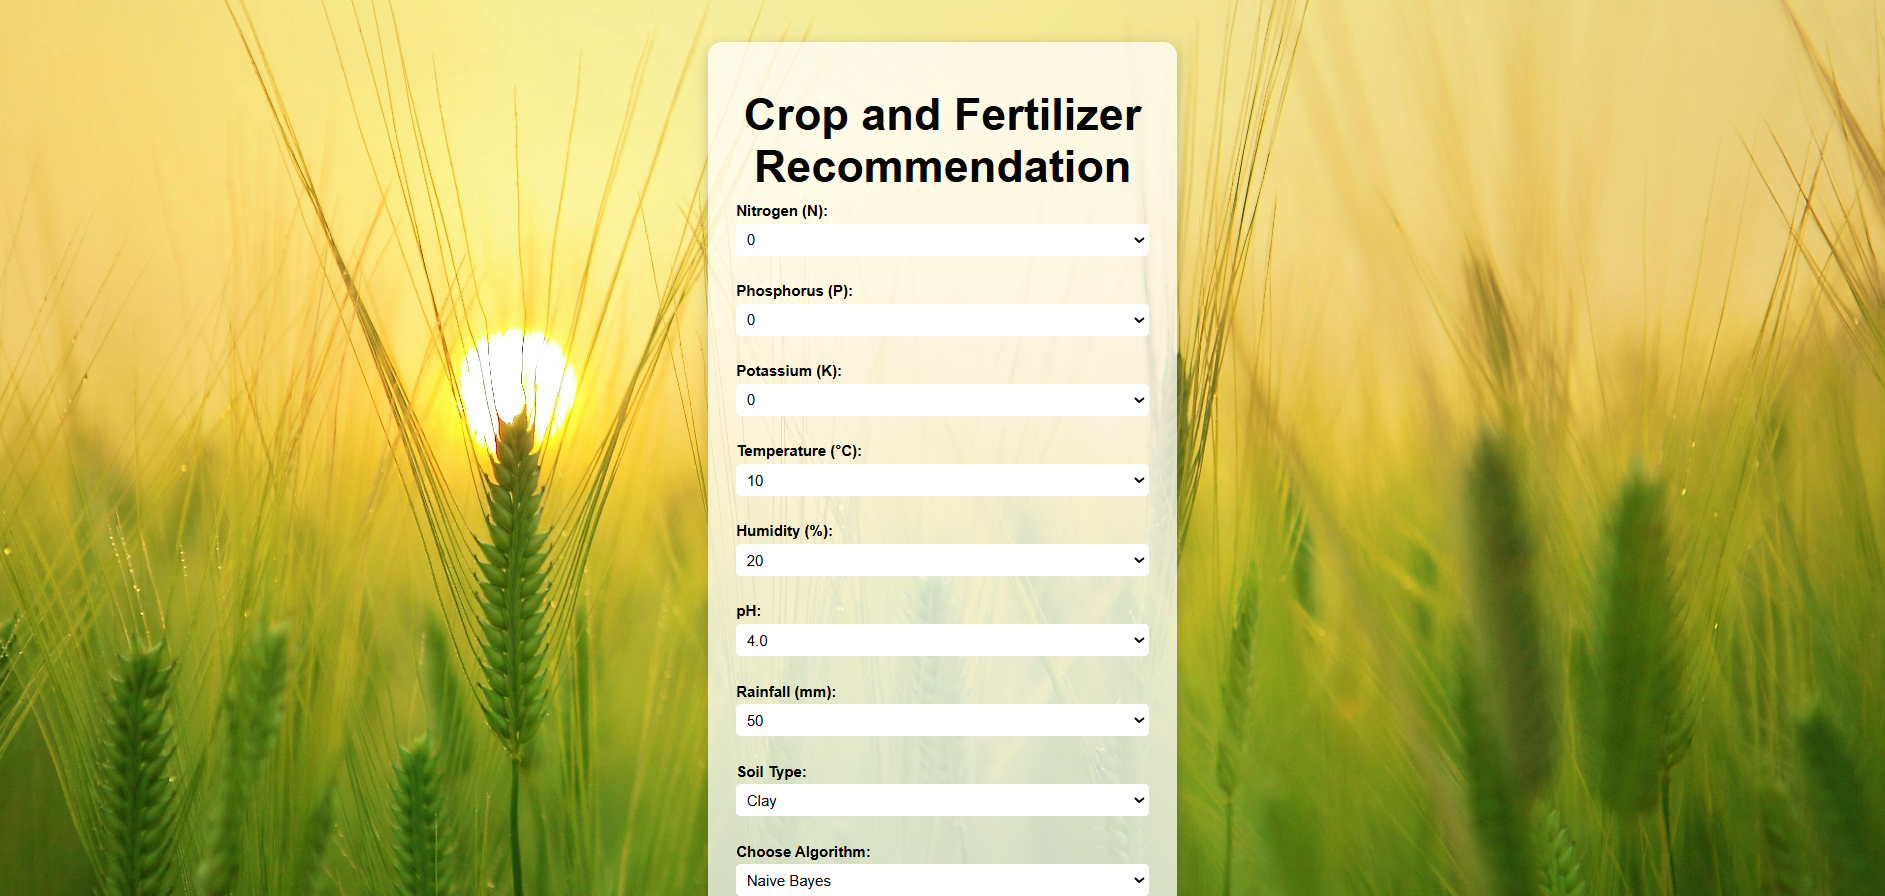 Crop and Fertilizer
Recommendation
Nitrogen (N):
0
Phosphorus (P):
0
Potassium (K):
0
Temperature (°C):
10
Humidity (%):
20
pH:
4.0
Rainfall (mm):
50
Soil Type:
Clay
Choose Algorithm:
Naive Bayes